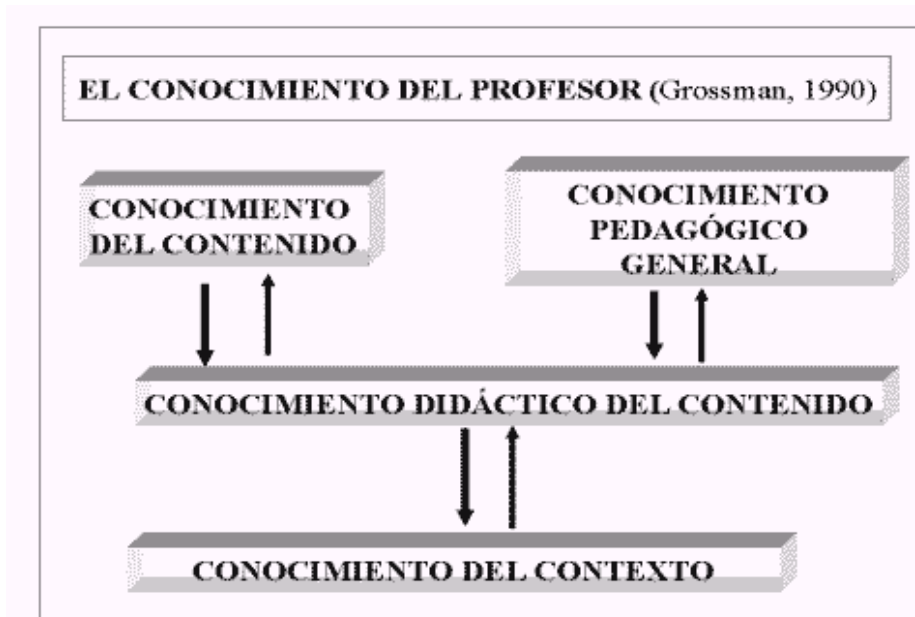 EL CONOCIMIENTO DEL PROFESOR (Grossman, 1990)
CONOCIMIENTO
DEL CONTENIDO
CONOCIMIENTO
PEDAGÓGICO
GENERAL
CONOCIMIENTO DIDÁCTICO DEL CONTENIDO
CONOCIMIENTO DEL CONTEXTO